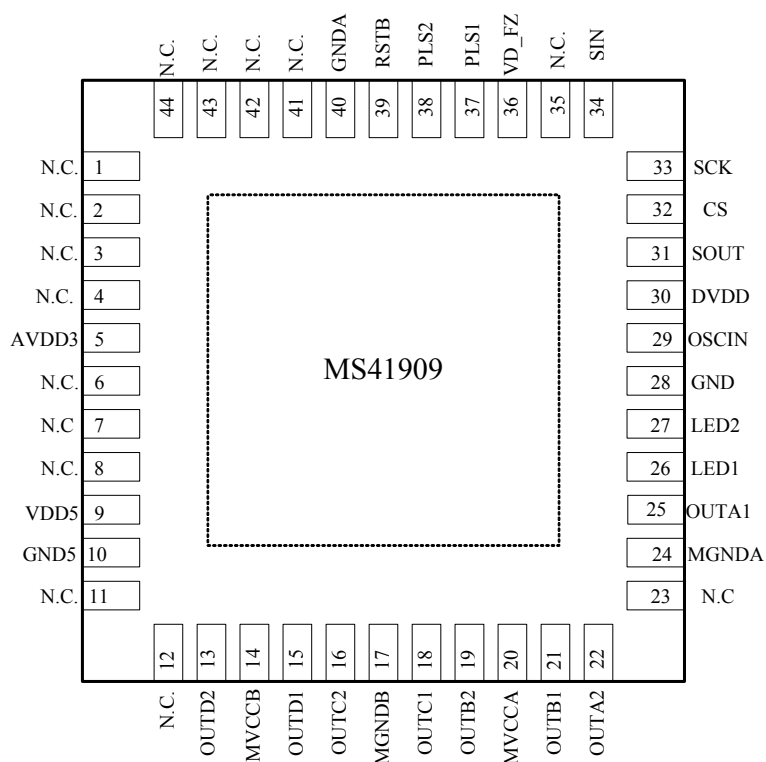 N.C.
N.C.
N.C.
N.C.
GNDA
RSTB
PLS2
PLS1
VD_FZ
N.C.
SIN
44
43
42
41
40
39
38
37
36
35
34
N.C. 1
N.C. 2
N.C. 3
N.C. 4
AVDD3 5
N.C. 6
N.C 7
N.C. 8
VDD5 9
GND5 10
N.C. 11
MS41909
33 SCK
32 CS
31 SOUT
30 DVDD
29 OSCIN
28 GND
27 LED2
26 LED1
25 OUTA1
24 MGNDA
23 N.C
12
13
14
15
16
17
18
19
20
21
22
N.C.
OUTD2
MVCCB
OUTD1
OUTC2
MGNDB
OUTC1
OUTB2
MVCCA
OUTB1
OUTA2